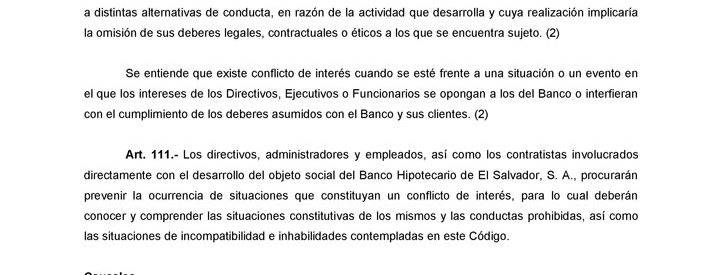 a distintas alternativas de conducta, en razón de la actividad que desarrolla y cuya realización implicaría
la omisión de sus deberes legales, contractuales o éticos a los que se encuentra sujeto. (2)
Se entiende que existe conflicto de interés cuando se esté frente a una situación o un evento en
el que los intereses de los Directivos, Ejecutivos o Funcionarios se opongan a los del Banco o interfieran
con el cumplimiento de los deberes asumidos con el Banco y sus clientes. (2)
Art. 111.- Los directivos, administradores y empleados, así como los contratistas involucrados
directamente con el desarrollo del objeto social del Banco Hipotecario de El Salvador, S. A., procurarán
prevenir la ocurrencia de situaciones que constituyan un conflicto de interés, para lo cual deberán
conocer y comprender las situaciones constitutivas de los mismos y las conductas prohibidas, así como
las situaciones de incompatibilidad e inhabilidades contempladas en este Código.